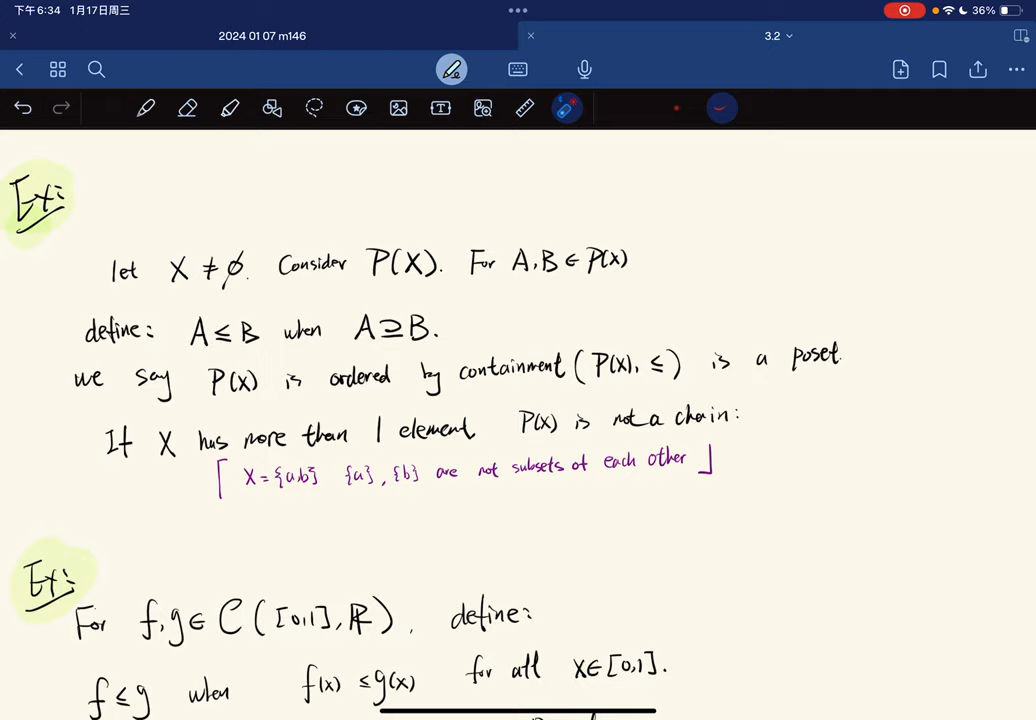 下午6:34 1月17日周三
36%
2024 01 07 m146
3.2
Ex:
let X ≠ ∅. Consider P(X). For A,B ∈ P(X)
define: A ≤ B when A ⊇ B.
we say P(X) is ordered by containment (P(X), ≤) is a poset.
If X has more than 1 element P(X) is not a chain:
⌈ X = {a,b} {a}, {b} are not subsets of each other ⌋
Ex:
For f,g ∈ C([0,1], ℝ). define:
f ≤ g when f(x) ≤ g(x) for all x ∈ [0,1].